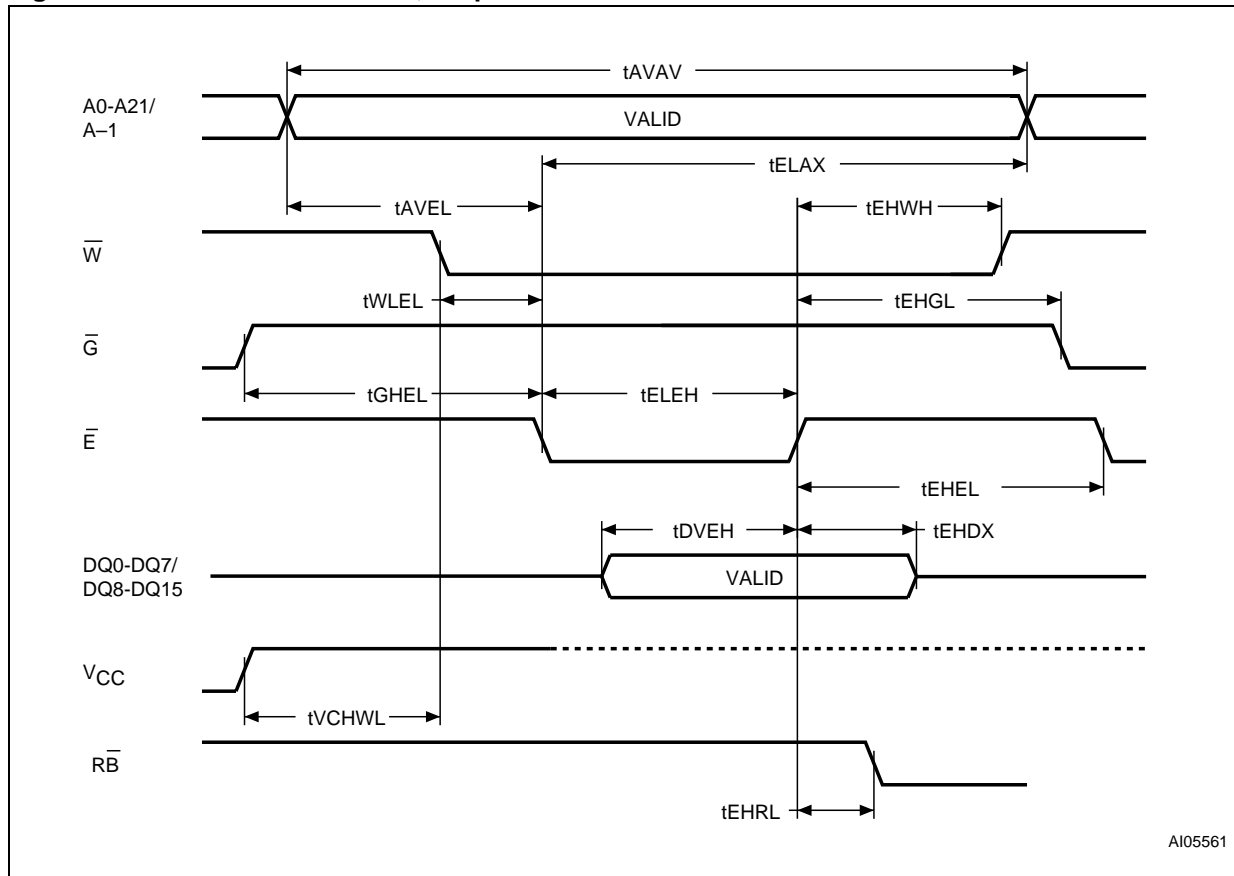 tAVAV
A0-A21/
A–1
VALID
tELAX
tAVEL
tEHWH
W̅
tWLEL
tEHGL
G̅
tGHEL
tELEH
E̅
tEHEL
tDVEH
tEHDX
DQ0-DQ7/
DQ8-DQ15
VALID
VCC
tVCHWL
RB̅
tEHRL
AI05561